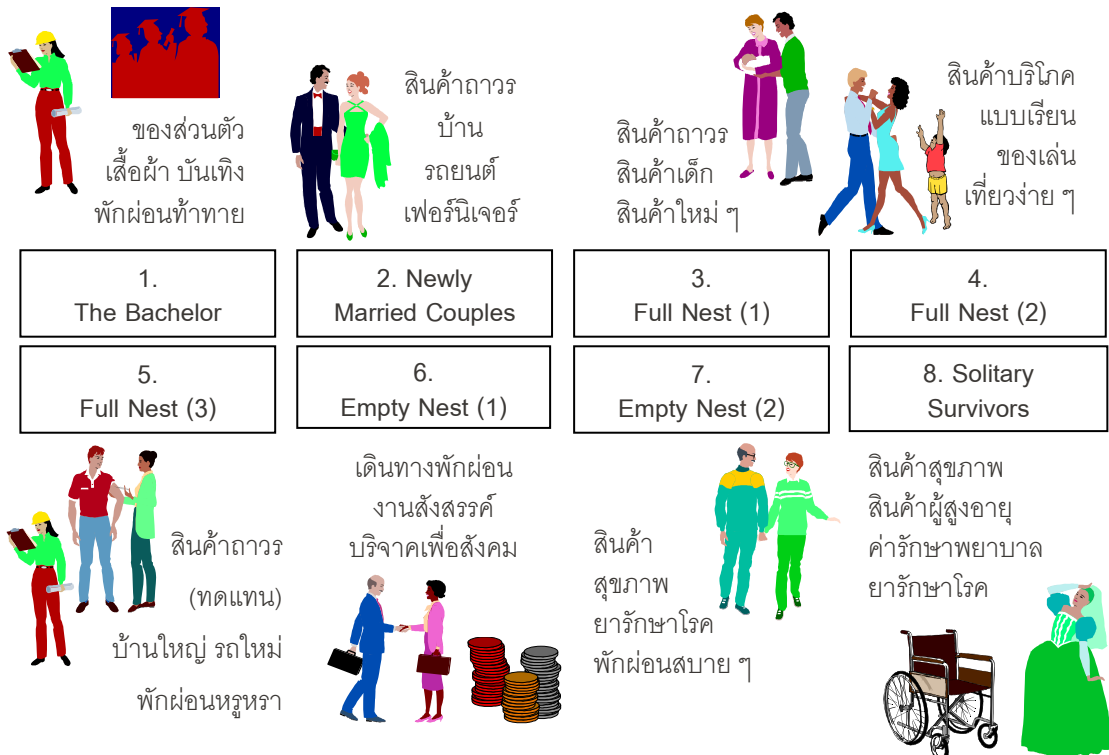 ของส่วนตัว
เสื้อผ้า บันเทิง
พักผ่อนท้าทาย
สินค้าถาวร
บ้าน
รถยนต์
เฟอร์นิเจอร์
สินค้าถาวร
สินค้าเด็ก
สินค้าใหม่ ๆ
สินค้าบริโภค
แบบเรียน
ของเล่น
เที่ยวง่าย ๆ
1.
The Bachelor
2. Newly
Married Couples
3.
Full Nest (1)
4.
Full Nest (2)
5.
Full Nest (3)
6.
Empty Nest (1)
7.
Empty Nest (2)
8. Solitary
Survivors
สินค้าถาวร
(ทดแทน)
บ้านใหญ่ รถใหม่
พักผ่อนหรูหรา
เดินทางพักผ่อน
งานสังสรรค์
บริจาคเพื่อสังคม
สินค้า
สุขภาพ
ยารักษาโรค
พักผ่อนสบาย ๆ
สินค้าสุขภาพ
สินค้าผู้สูงอายุ
ค่ารักษาพยาบาล
ยารักษาโรค